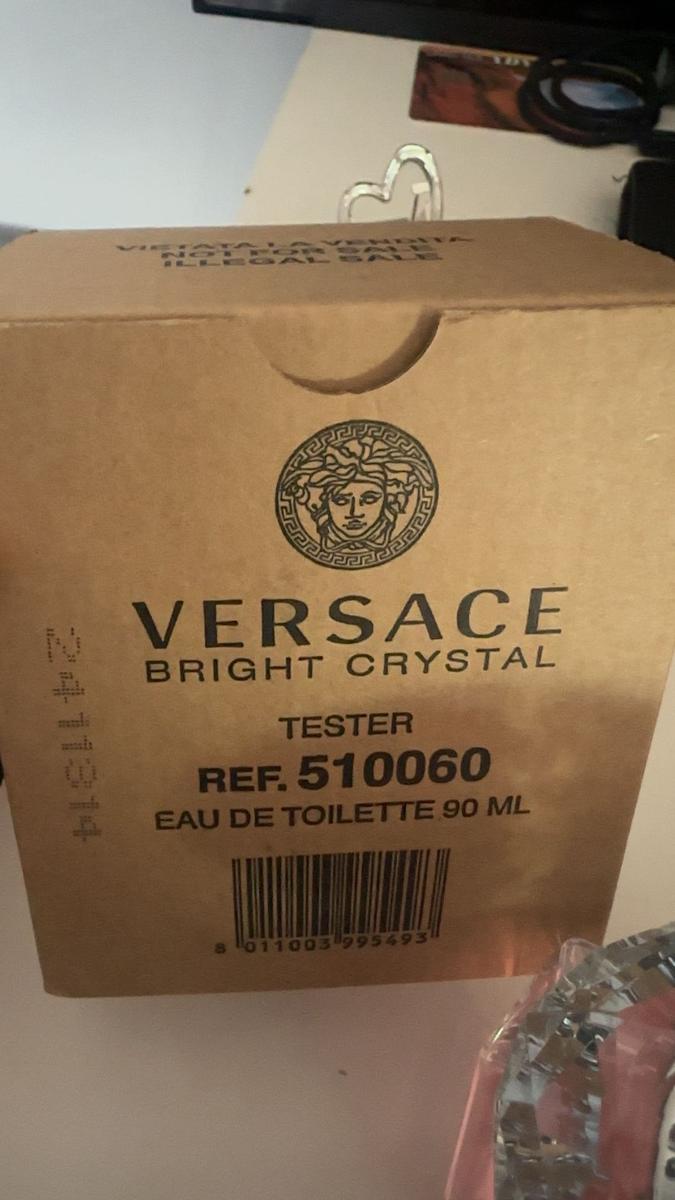 VIETATA LA VENDITA
NOT FOR SALE
ILLEGAL SALE
VERSACE
BRIGHT CRYSTAL
TESTER
REF. 510060
EAU DE TOILETTE 90 ML
8 011003 995493